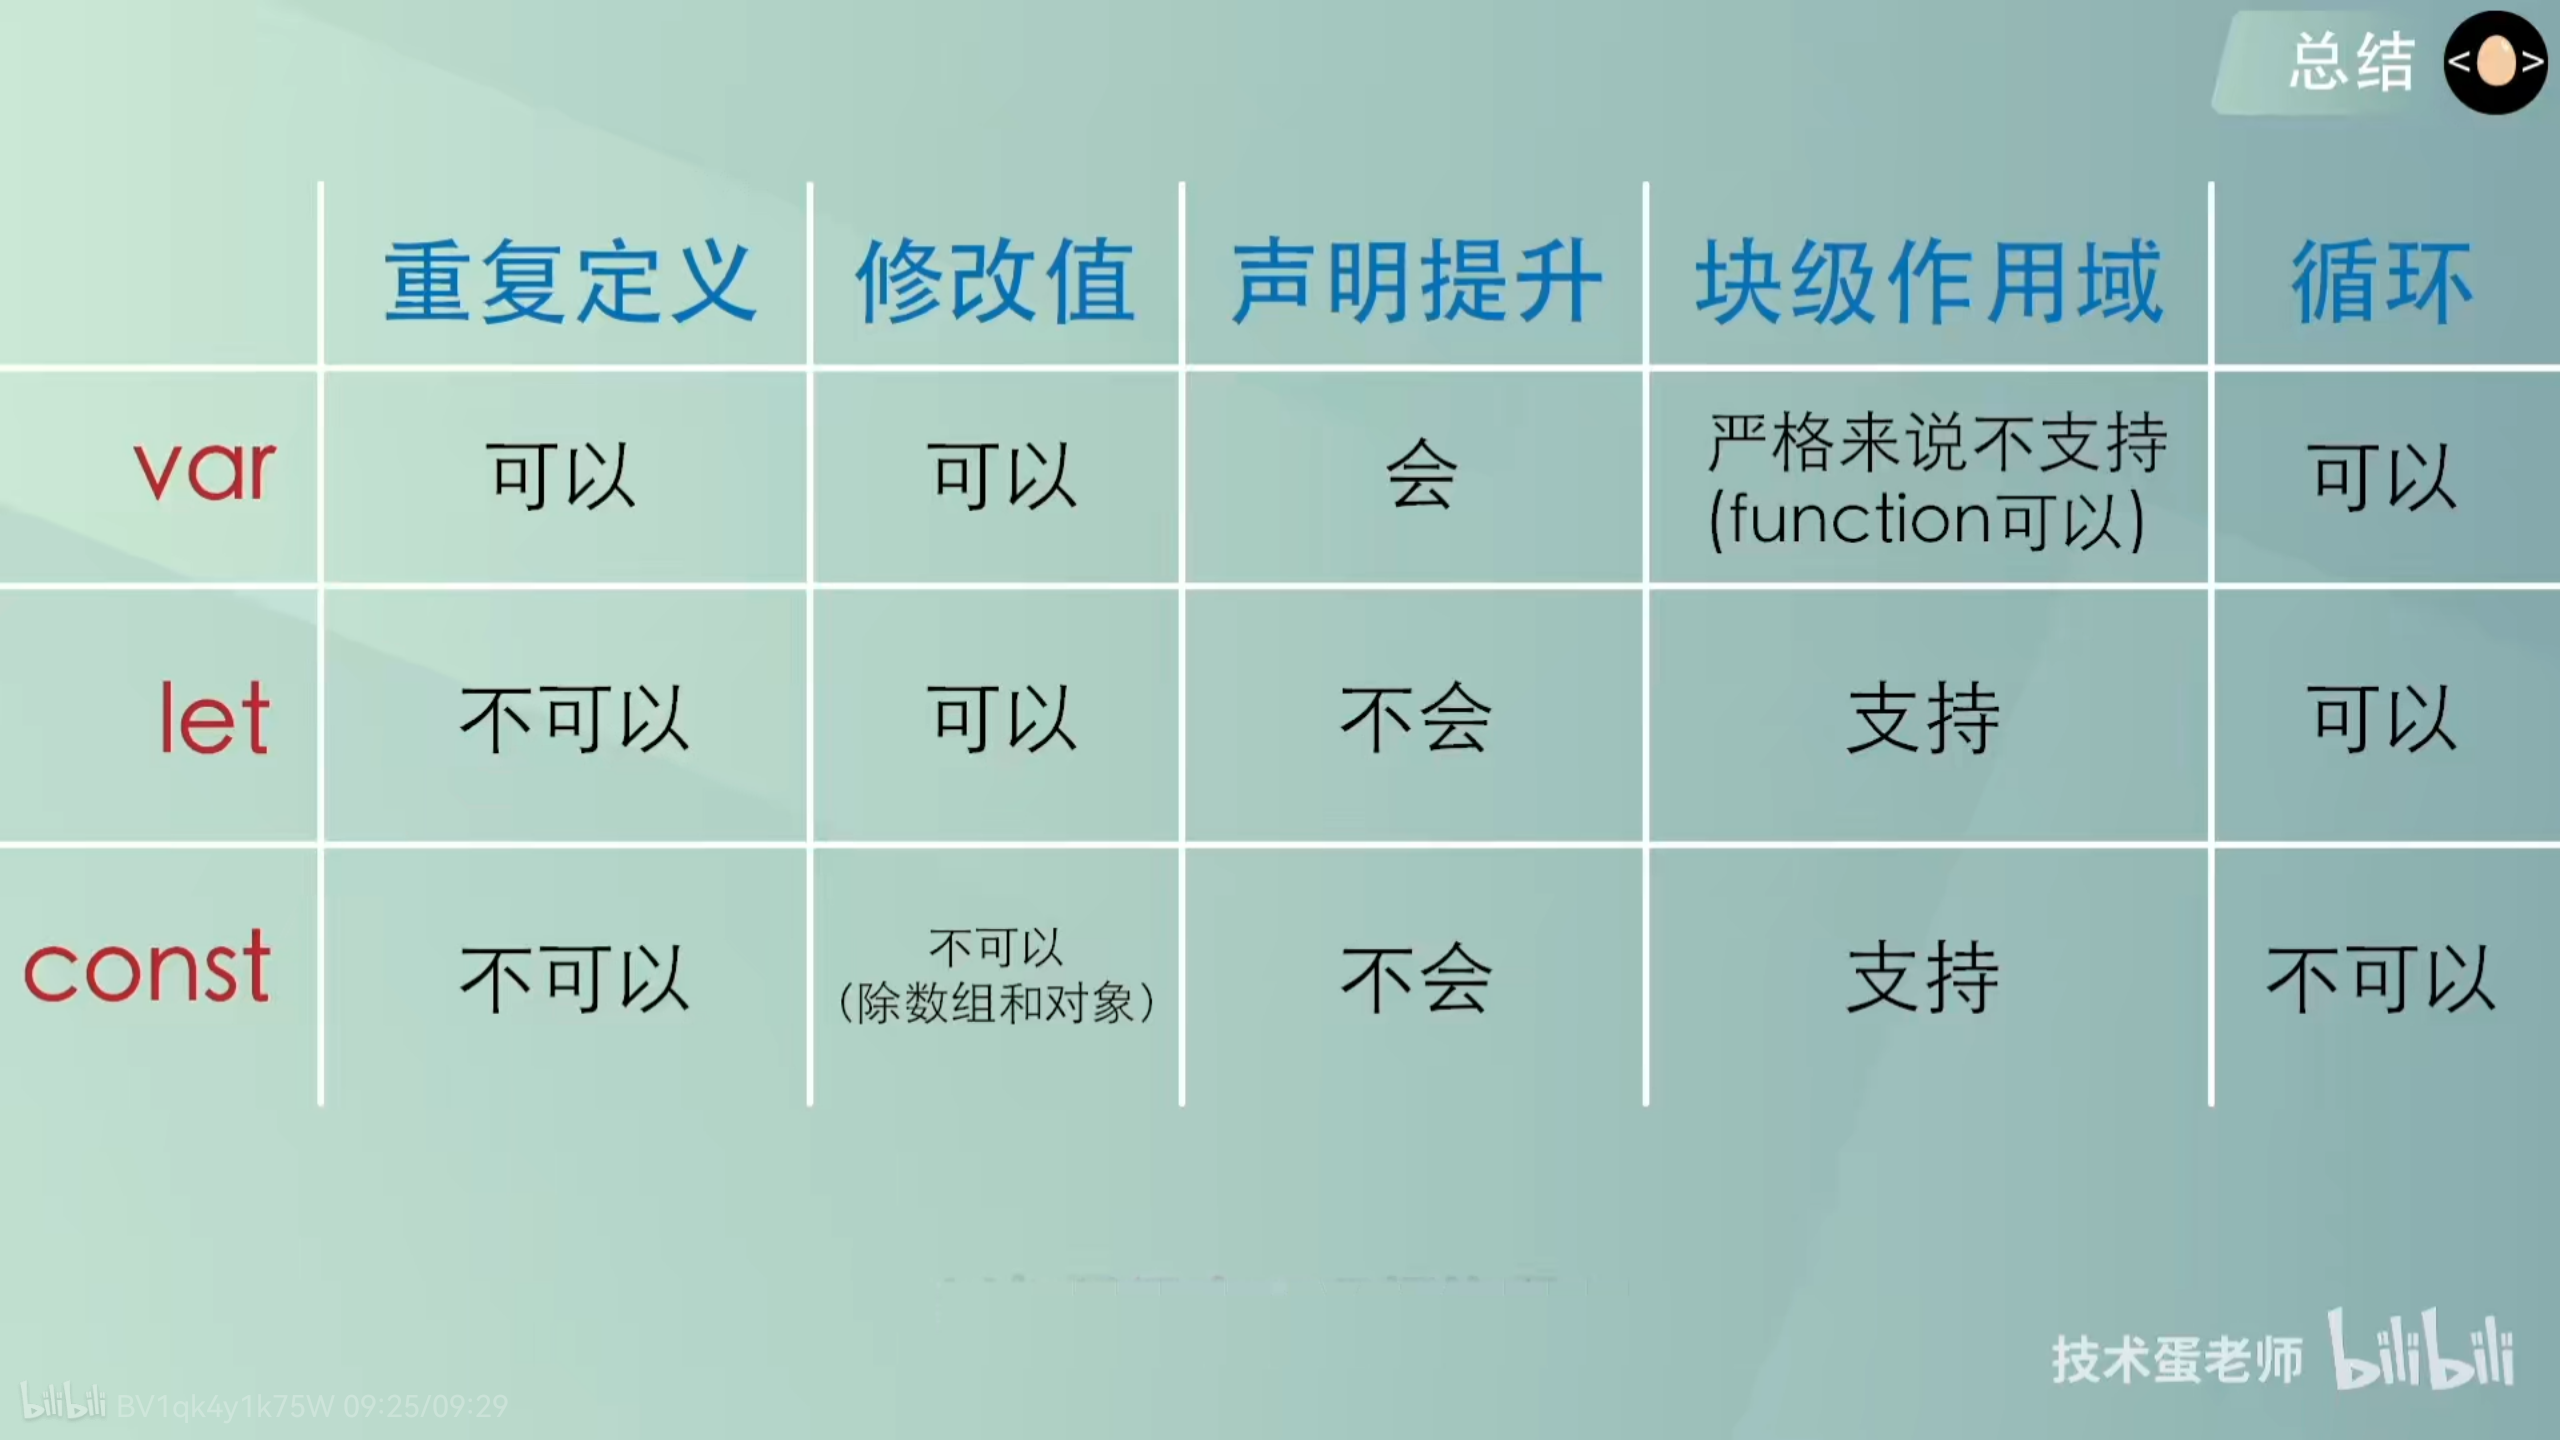 总结
< >
重复定义 修改值 声明提升 块级作用域 循环
var 可以 可以 会 严格来说不支持 可以
(function可以)
let 不可以 可以 不会 支持 可以
const 不可以 不可以 不会 支持 不可以
（除数组和对象）
技术蛋老师 bilibili
bilibili BV1qk4y1k75W 09:25/09:29